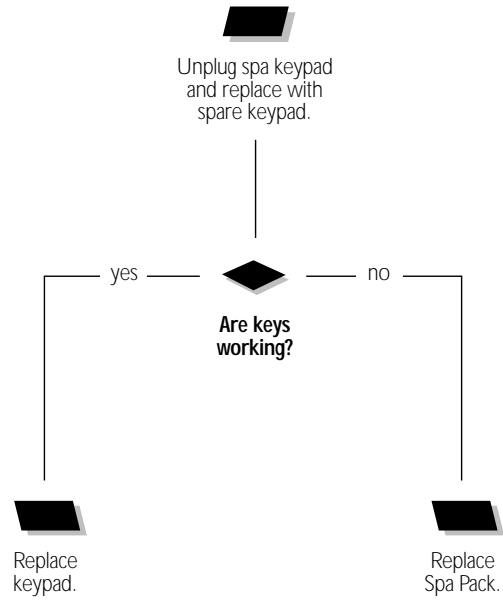 Unplug spa keypad
and replace with
spare keypad.
yes
no
Are keys
working?
Replace
keypad.
Replace
Spa Pack.